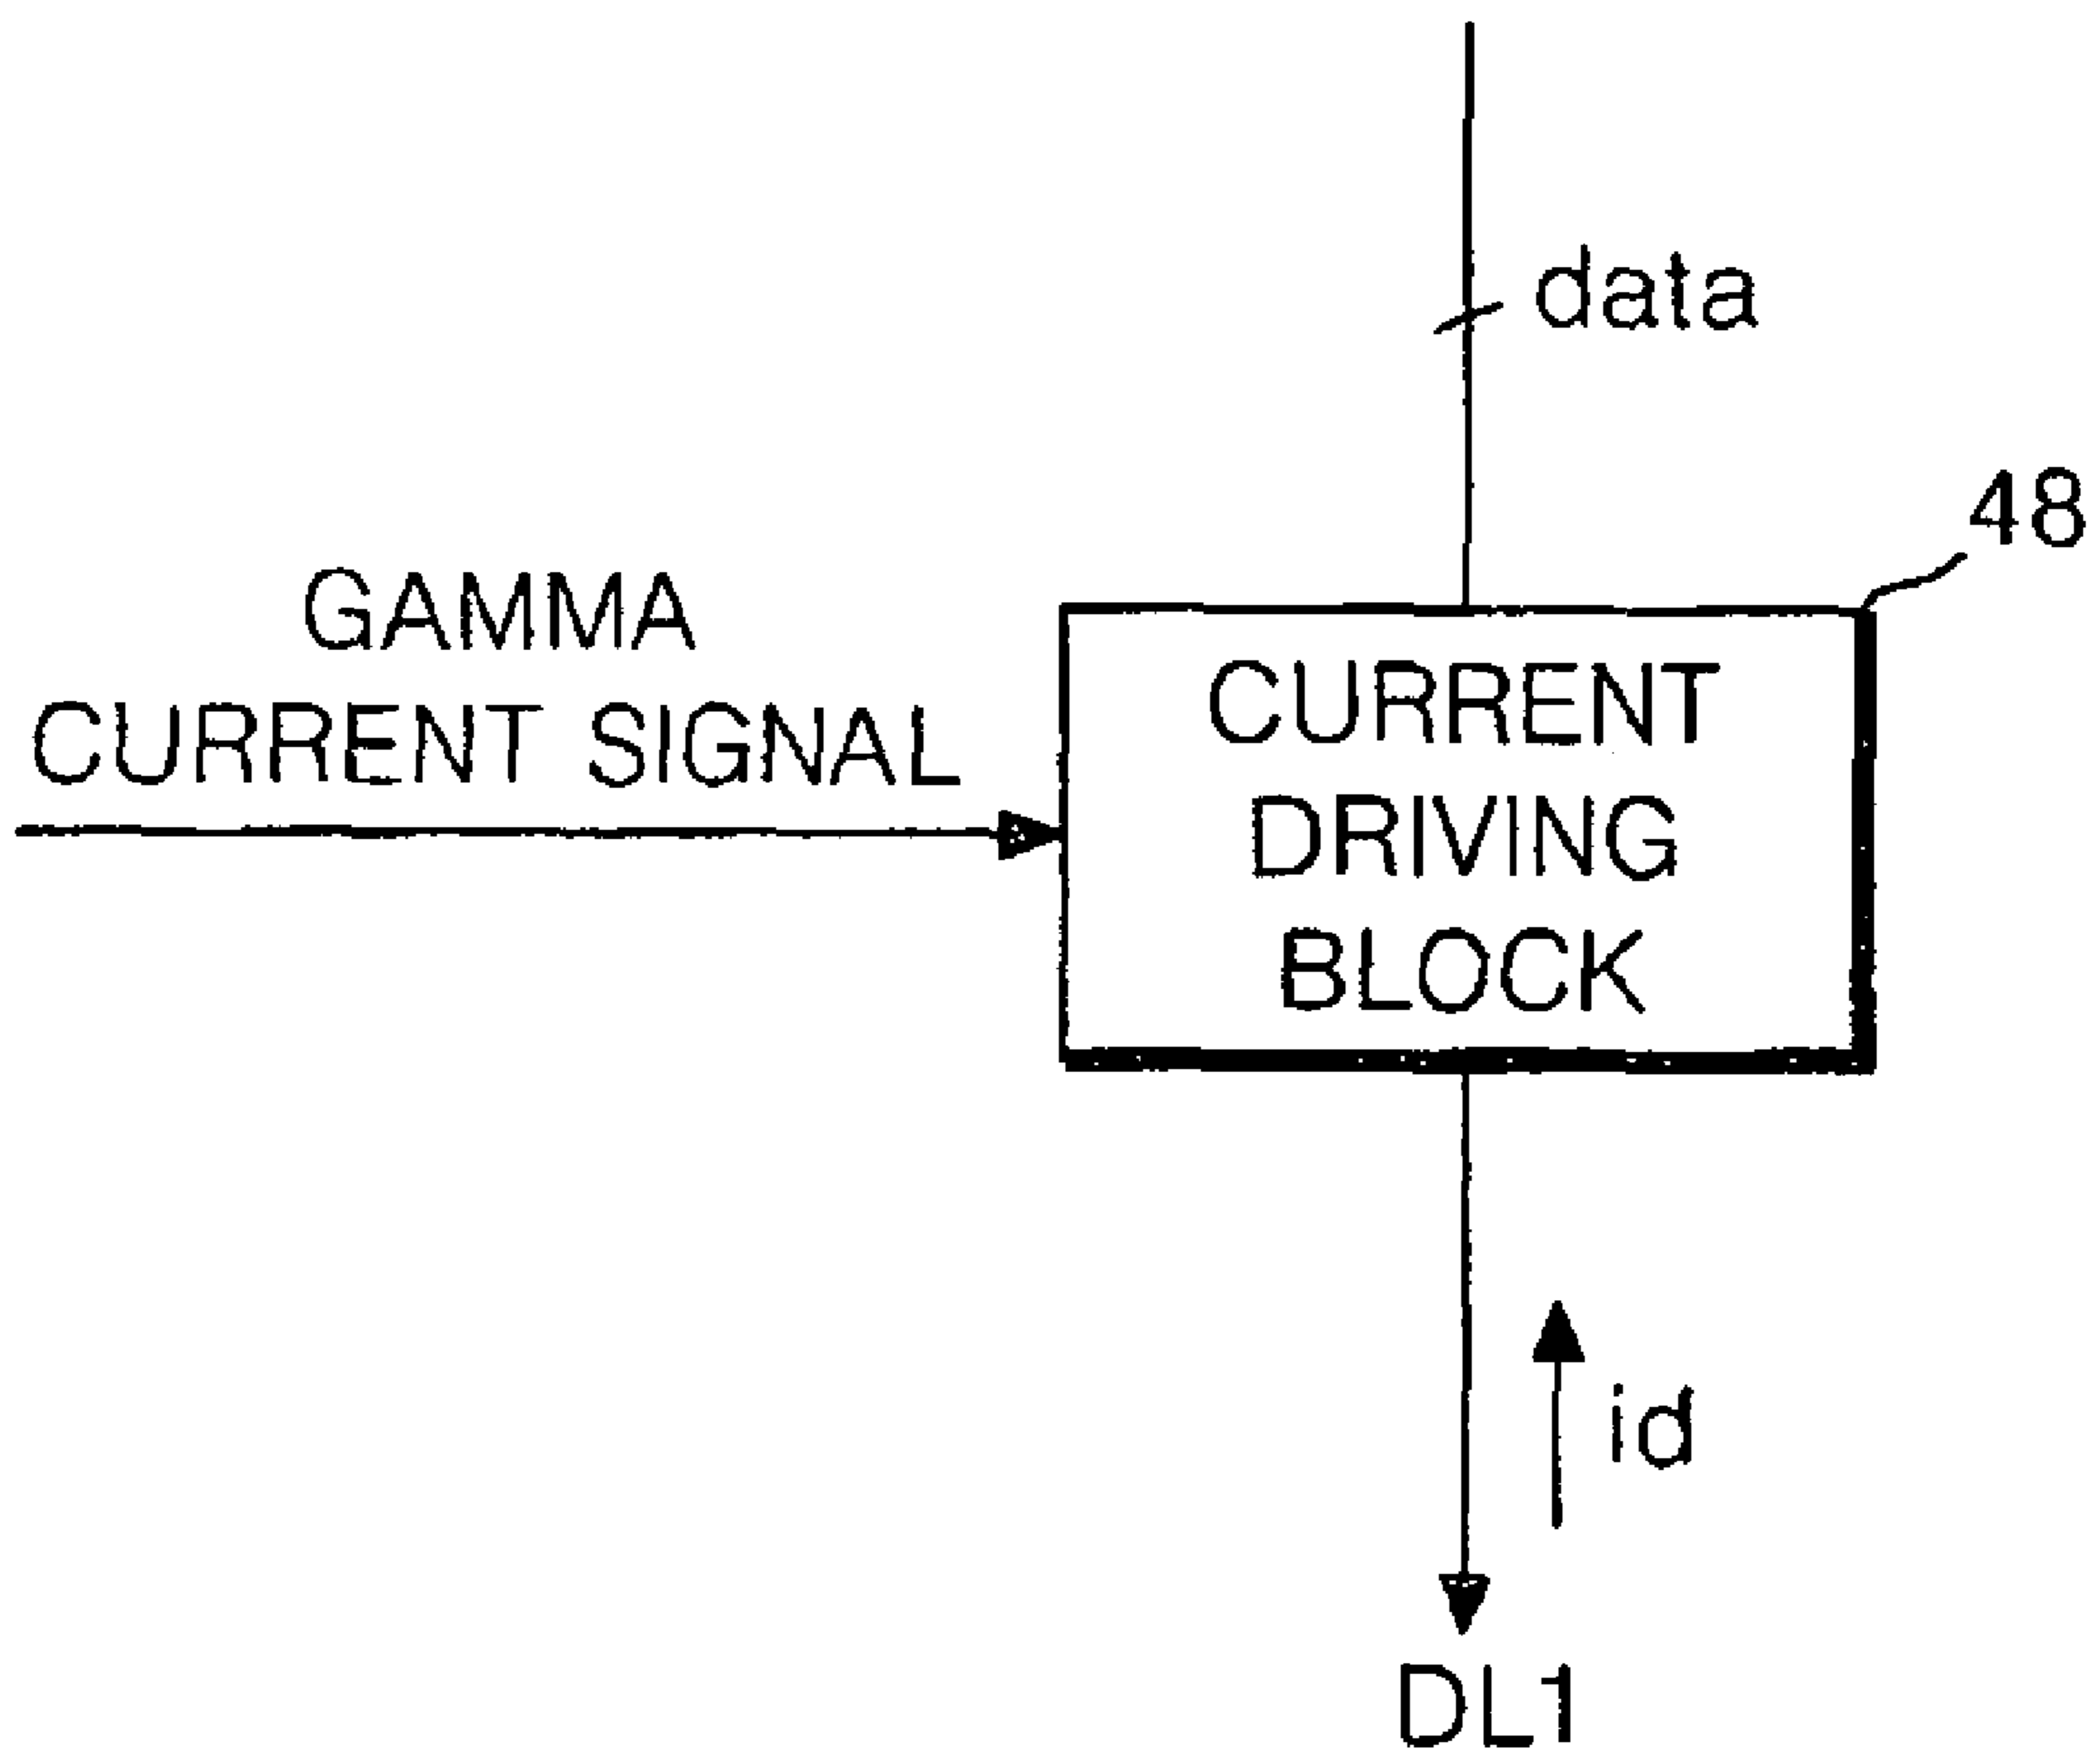 data
48
GAMMA
CURRENT SIGNAL
CURRENT
DRIVING
BLOCK
id
DL1